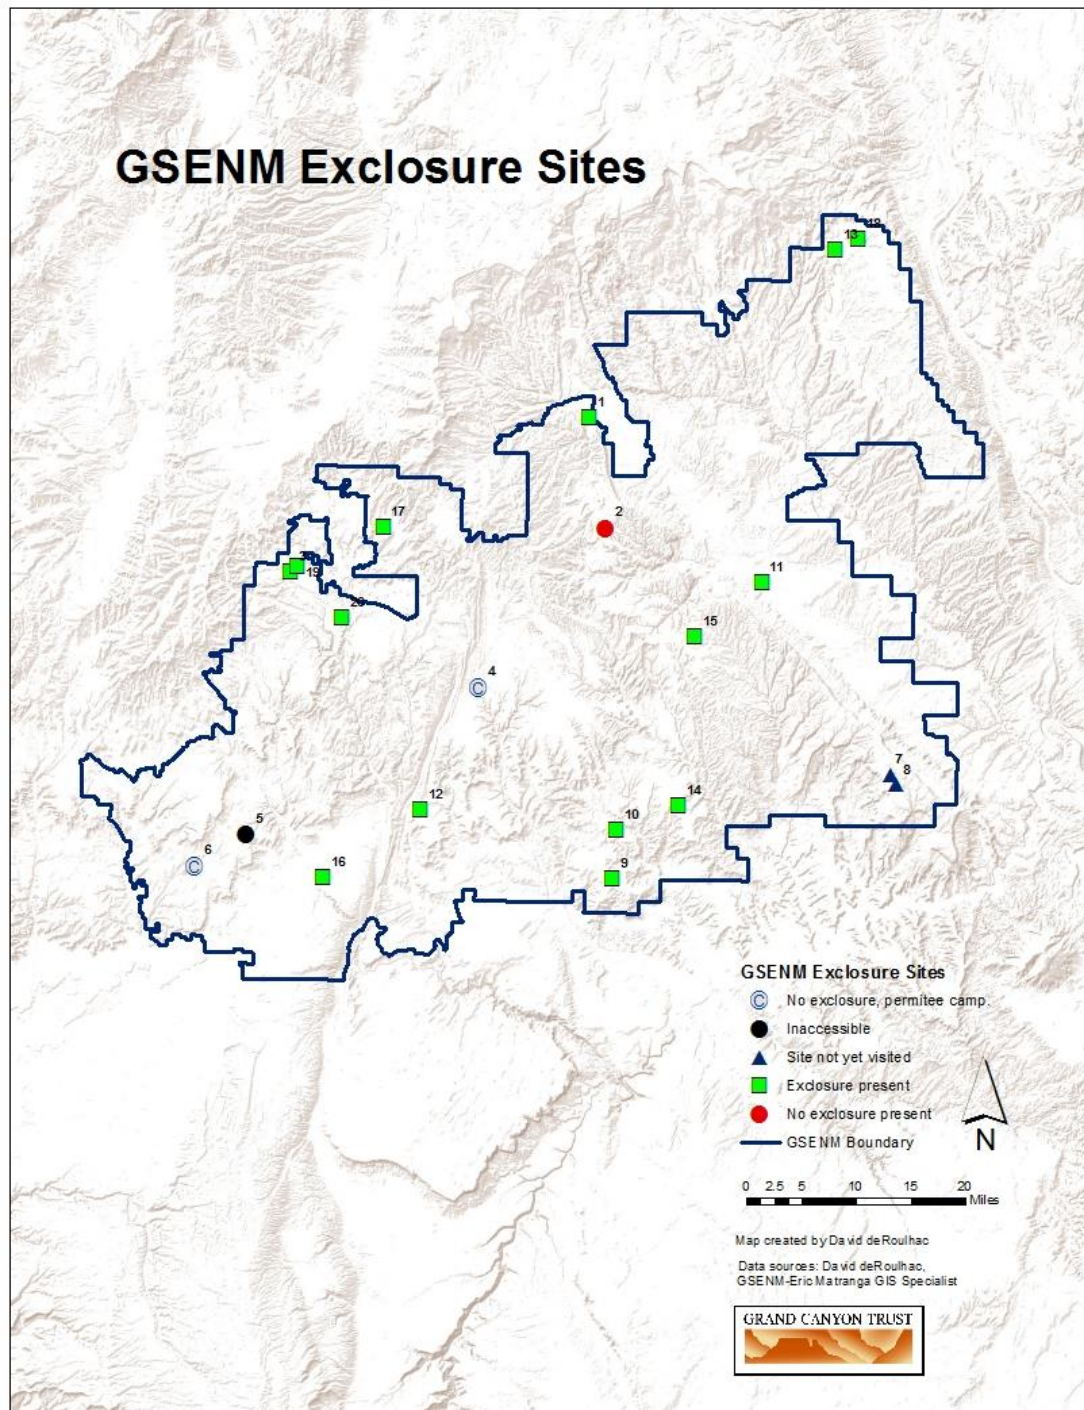 GSENM Exclosure Sites
18
13
1
17
2
19
11
15
4
7
8
12
14
10
5
6
16
9
GSENM Exclosure Sites
© No exclosure, permitee camp
Inaccessible
Site not yet visited
Exclosure present
No exclosure present
GSENM Boundary
N
0 2.5 5 10 15 20
Miles
Map created by David deRoulhac
Data sources: David deRoulhac,
GSENM-Eric Matranga GIS Specialist
GRAND CANYON TRUST